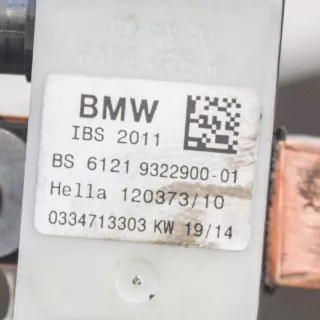 BMW
IBS 2011
BS 6121 9322900-01
Hella 120373/10
0334713303 KW 19/14